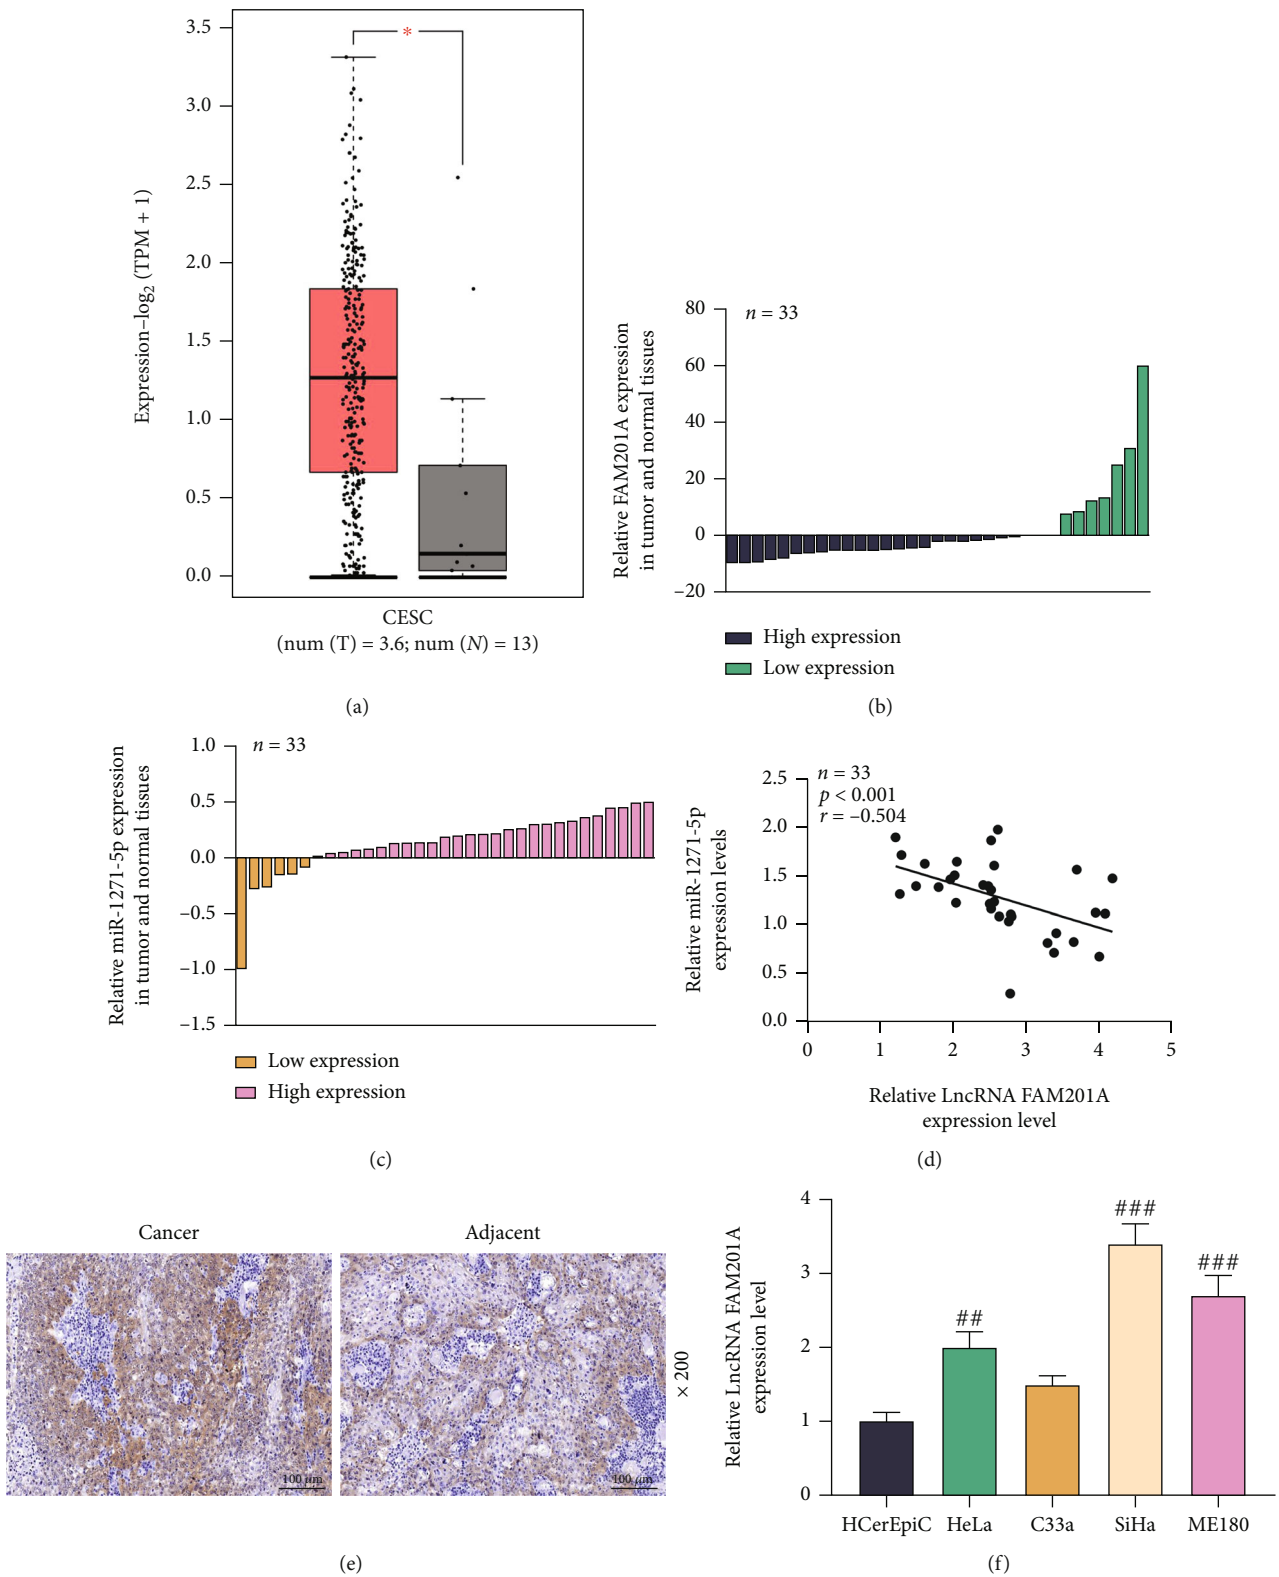 3.5
3.0
2.5
2.0
1.5
1.0
0.5
0.0
Expression–log2 (TPM + 1)
*
CESC
(num (T) = 3.6; num (N) = 13)
(a)
80
60
40
20
0
–20
Relative FAM201A expression
in tumor and normal tissues
n = 33
High expression
Low expression
(b)
1.0
0.5
0.0
–0.5
–1.0
–1.5
Relative miR-1271-5p expression
in tumor and normal tissues
n = 33
Low expression
High expression
(c)
2.5
2.0
1.5
1.0
0.5
0.0
Relative miR-1271-5p
expression levels
n = 33
p < 0.001
r = –0.504
0 1 2 3 4 5
Relative LncRNA FAM201A
expression level
(d)
Cancer
Adjacent
100 μm
100 μm
× 200
(e)
4
3
2
1
0
Relative LncRNA FAM201A
expression level
##
###
###
HCerEpiC HeLa C33a SiHa ME180
(f)